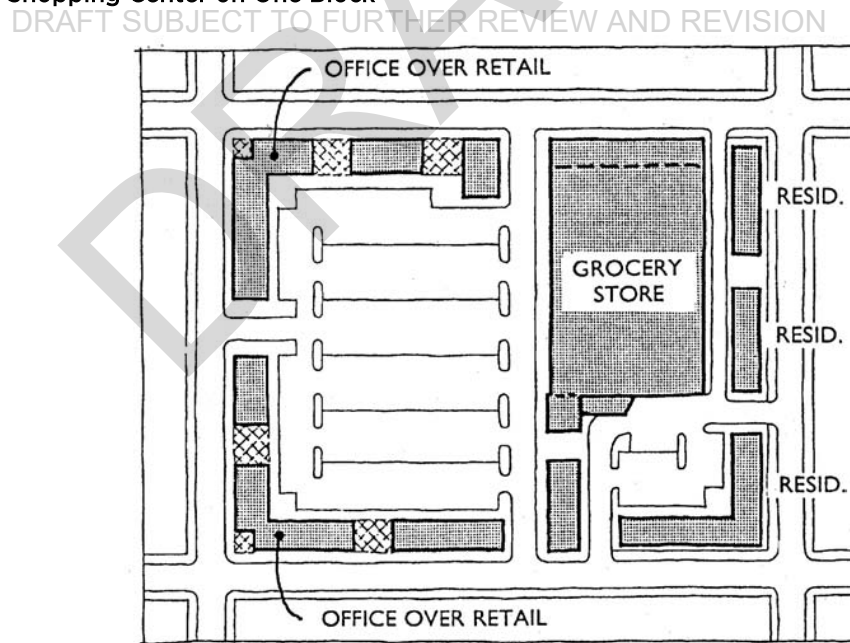 Shopping Center on One Block
DRAFT SUBJECT TO FURTHER REVIEW AND REVISION
OFFICE OVER RETAIL
RESID.
GROCERY
STORE
RESID.
RESID.
OFFICE OVER RETAIL
DRA